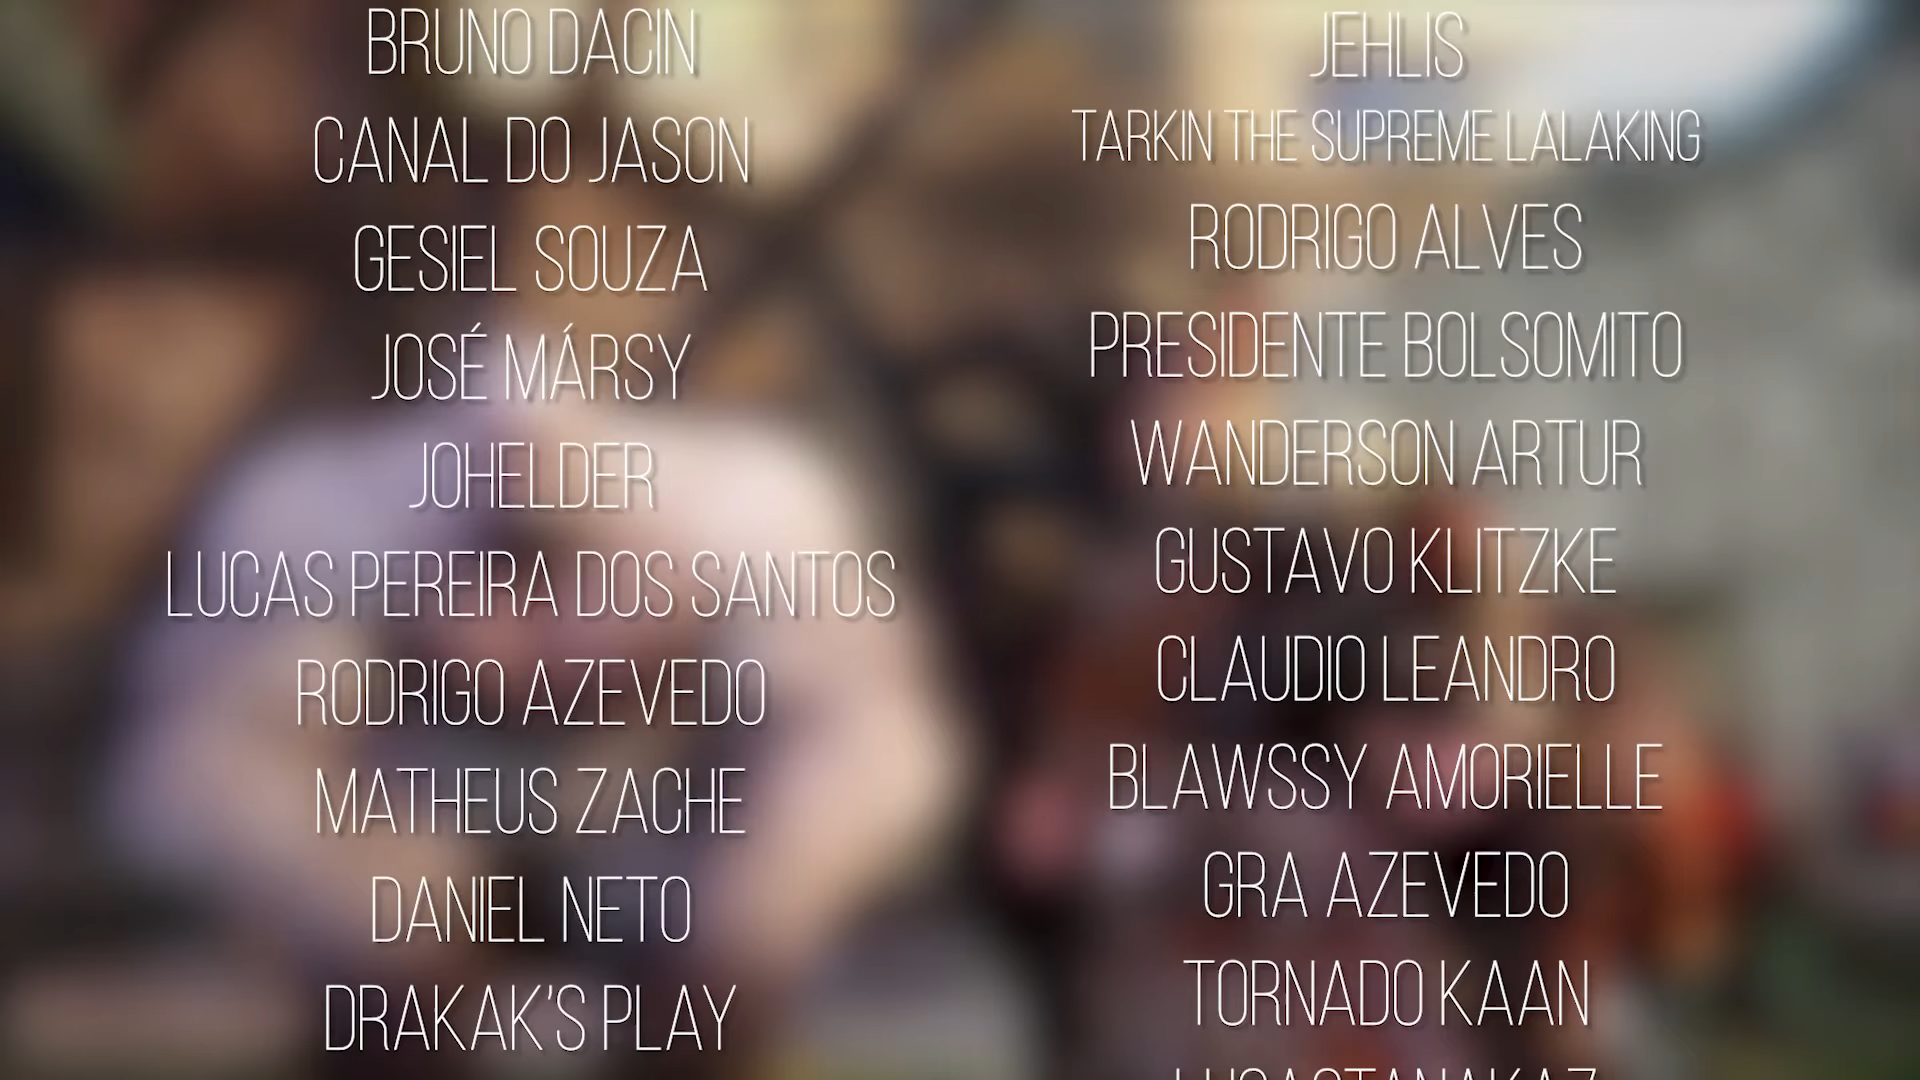 BRUNO DACIN
CANAL DO JASON
GESIEL SOUZA
JOSÉ MÁRSY
JOHELDER
LUCAS PEREIRA DOS SANTOS
RODRIGO AZEVEDO
MATHEUS ZACHE
DANIEL NETO
DRAKAK'S PLAY
JEHLIS
TARKIN THE SUPREME LALAKING
RODRIGO ALVES
PRESIDENTE BOLSOMITO
WANDERSON ARTUR
GUSTAVO KLITZKE
CLAUDIO LEANDRO
BLAWSSY AMORIELLE
GRA AZEVEDO
TORNADO KAAN